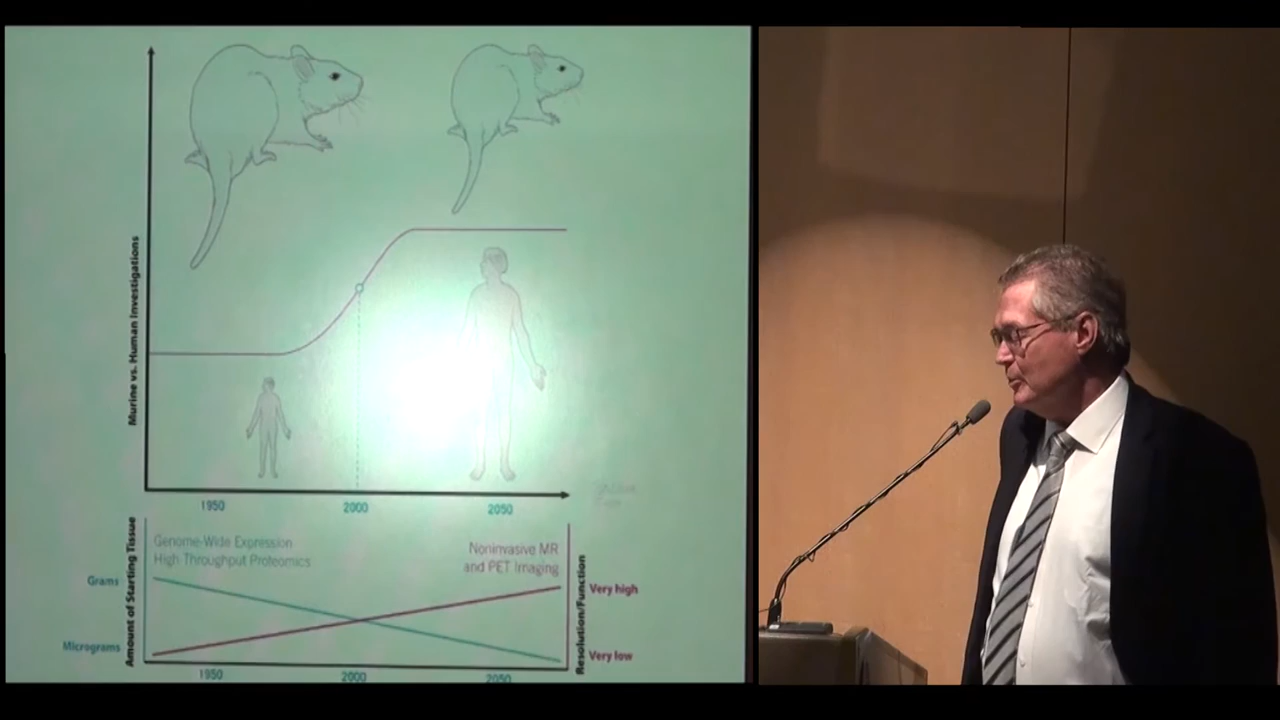 Murine vs. Human Investigations
1950
2000
2050
Amount of Starting Tissue
Grams
Micrograms
Genome-Wide Expression
High Throughput Proteomics
Noninvasive MR
and PET Imaging
Resolution/Function
Very high
Very low
1950
2000
2050